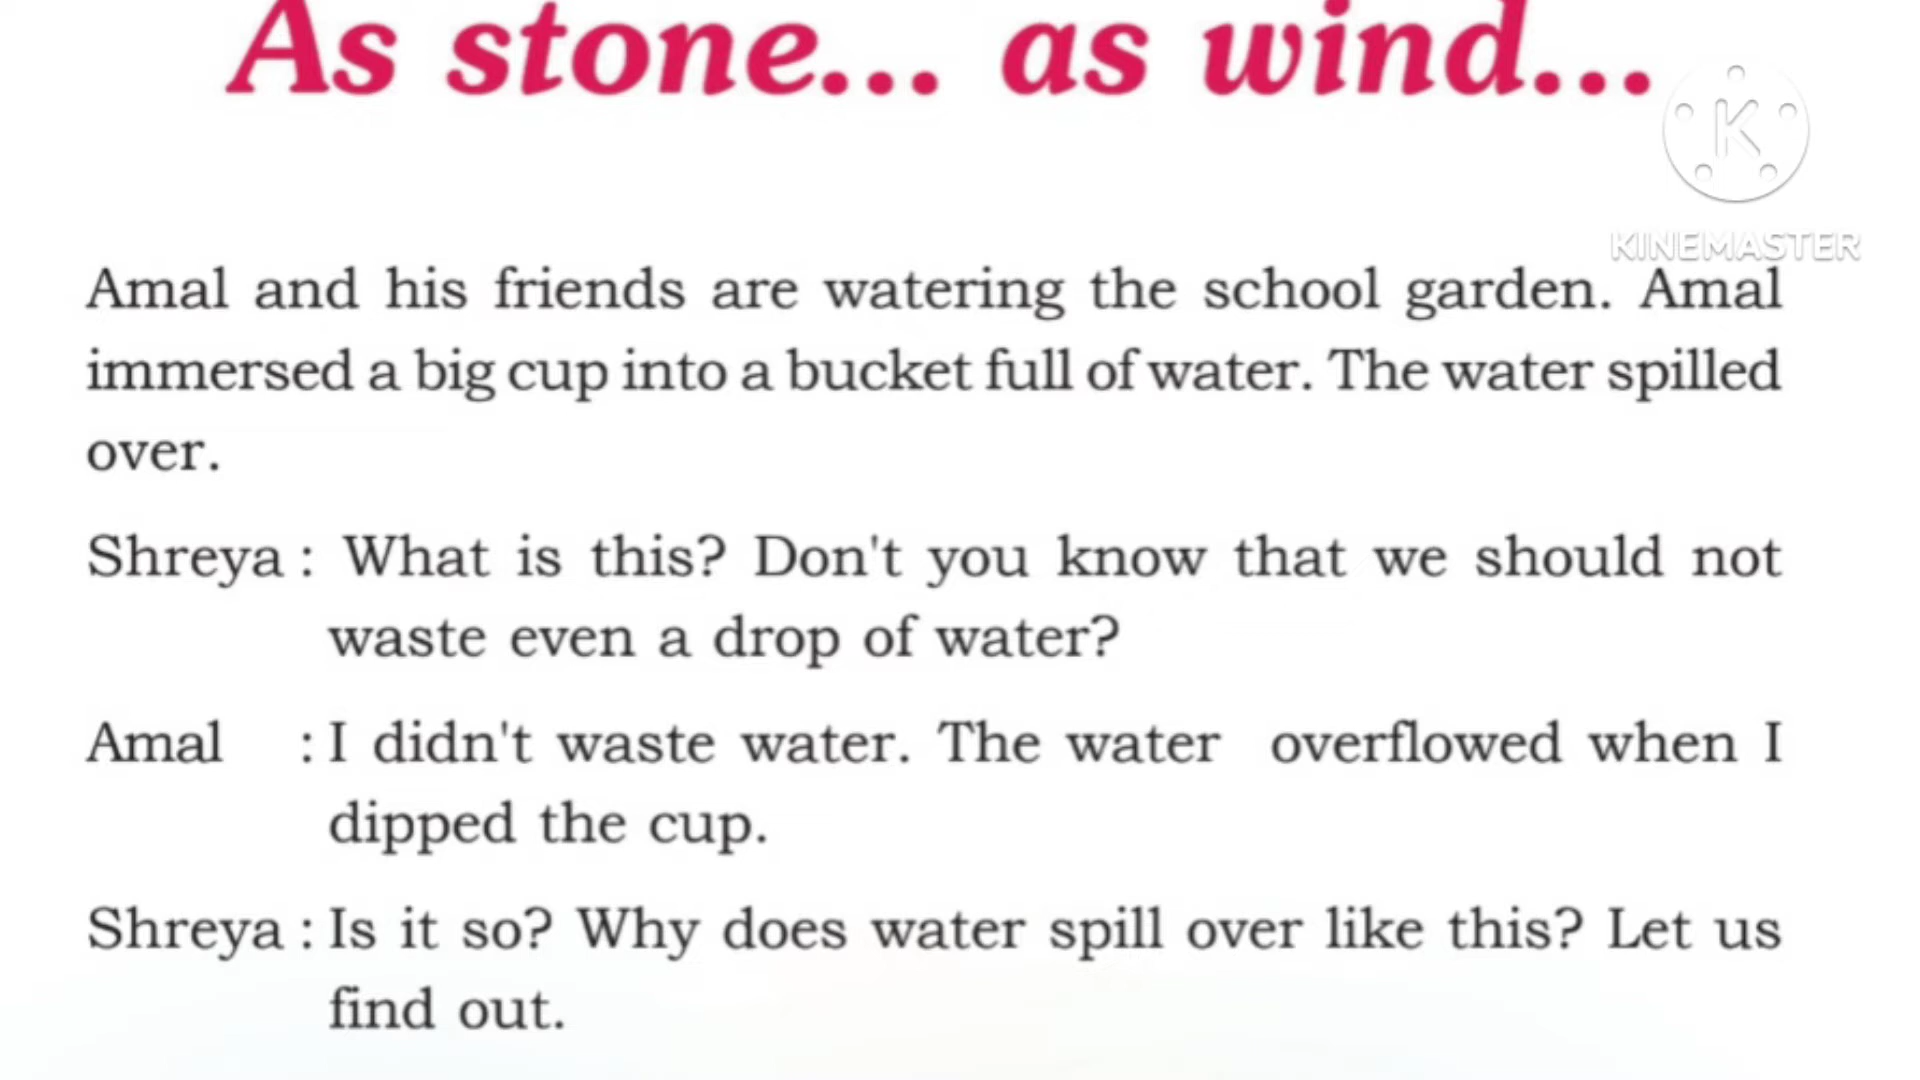 As stone... as wind...
K
KINEMASTER
Amal and his friends are watering the school garden. Amal
immersed a big cup into a bucket full of water. The water spilled
over.
Shreya : What is this? Don't you know that we should not
waste even a drop of water?
Amal : I didn't waste water. The water overflowed when I
dipped the cup.
Shreya : Is it so? Why does water spill over like this? Let us
find out.